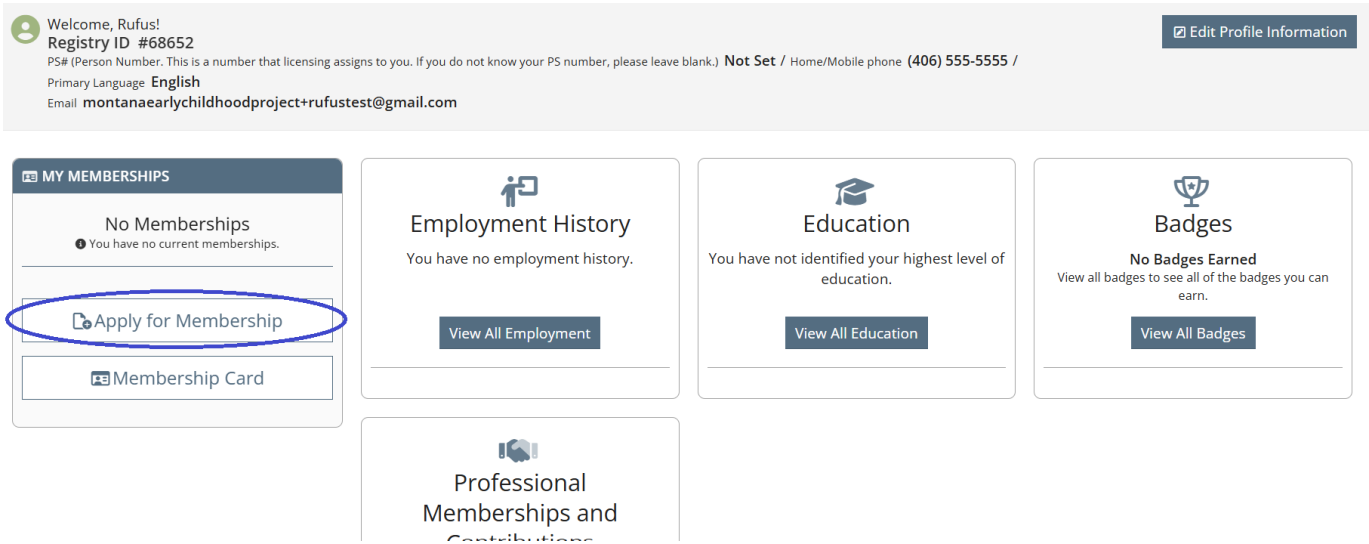 Welcome, Rufus!
Registry ID #68652
PS# (Person Number. This is a number that licensing assigns to you. If you do not know your PS number, please leave blank.) Not Set / Home/Mobile phone (406) 555-5555 /
Primary Language English
Email montanaearlychildhoodproject+rufustest@gmail.com
Edit Profile Information
MY MEMBERSHIPS
No Memberships
You have no current memberships.
Apply for Membership
Membership Card
Employment History
You have no employment history.
View All Employment
Education
You have not identified your highest level of
education.
View All Education
Badges
No Badges Earned
View all badges to see all of the badges you can
earn.
View All Badges
Professional
Memberships and
Contributions